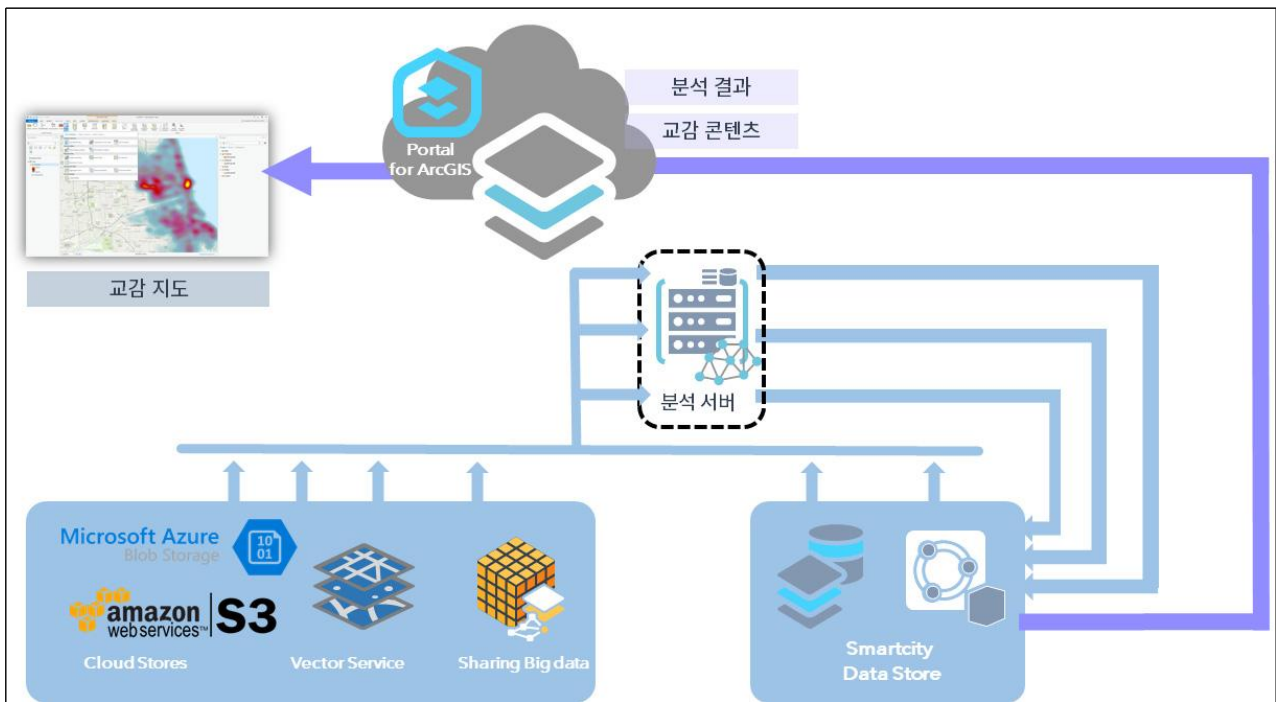 분석 결과
교감 콘텐츠
Portal
for ArcGIS
교감 지도
분석 서버
Microsoft Azure
Blob Storage
10
01
amazon
web services™
S3
Cloud Stores
Vector Service
Sharing Big data
Smartcity
Data Store